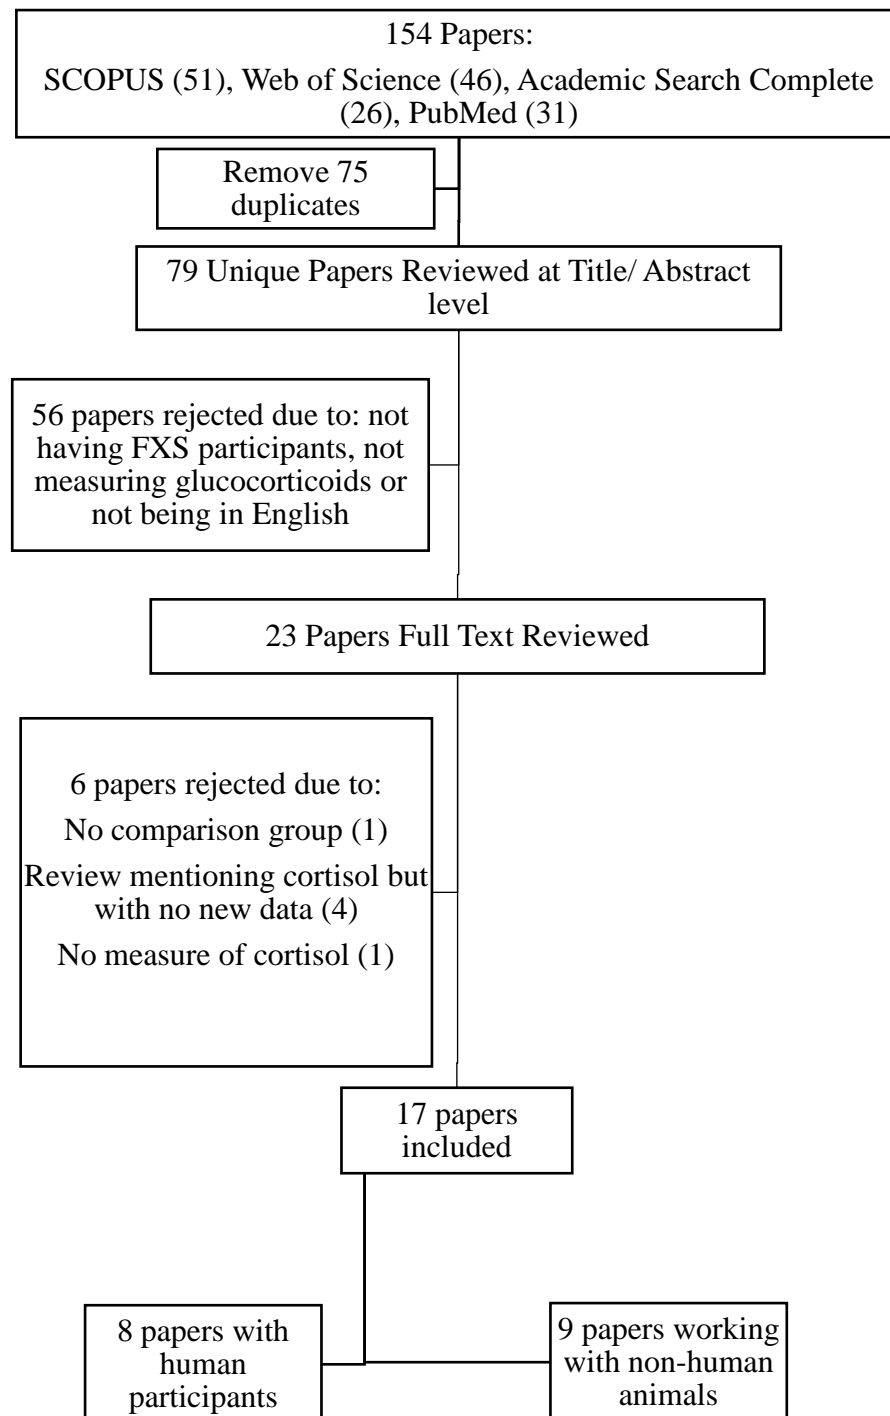 154 Papers:
SCOPUS (51), Web of Science (46), Academic Search Complete
(26), PubMed (31)
Remove 75
duplicates
79 Unique Papers Reviewed at Title/ Abstract
level
56 papers rejected due to: not
having FXS participants, not
measuring glucocorticoids or
not being in English
23 Papers Full Text Reviewed
6 papers rejected due to:
No comparison group (1)
Review mentioning cortisol but
with no new data (4)
No measure of cortisol (1)
17 papers
included
8 papers with
human
participants
9 papers working
with non-human
animals